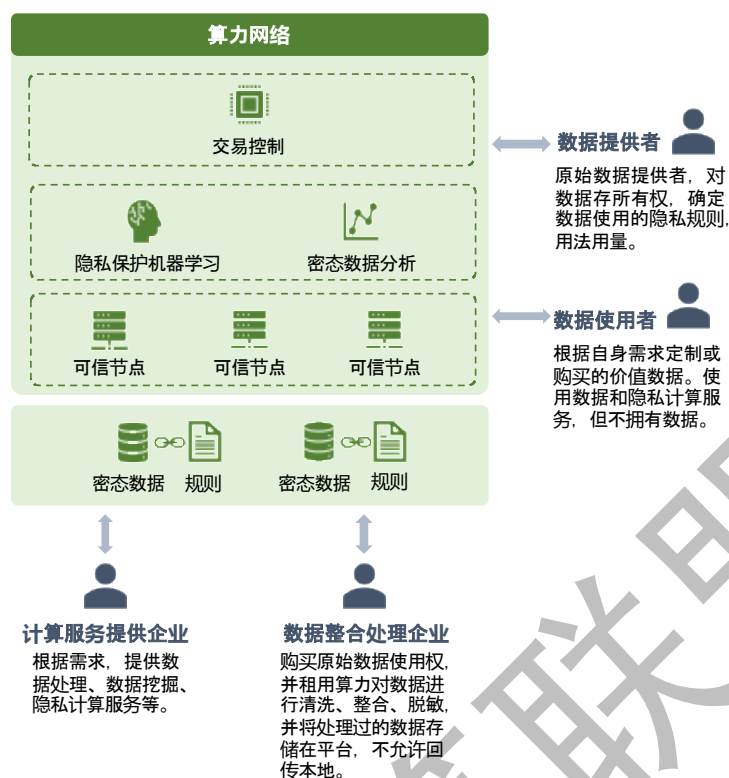 算力网络
交易控制
隐私保护机器学习
密态数据分析
可信节点
可信节点
可信节点
密态数据
规则
密态数据
规则
数据提供者
原始数据提供者，对
数据存所有权，确定
数据使用的隐私规则,
用法用量。
数据使用者
根据自身需求定制或
购买的价值数据。使
用数据和隐私计算服
务，但不拥有数据。
计算服务提供企业
根据需求，提供数
据处理、数据挖掘、
隐私计算服务等。
数据整合处理企业
购买原始数据使用权,
并租用算力对数据进
行清洗、整合、脱敏,
并将处理过的数据存
储在平台，不允许回
传本地。